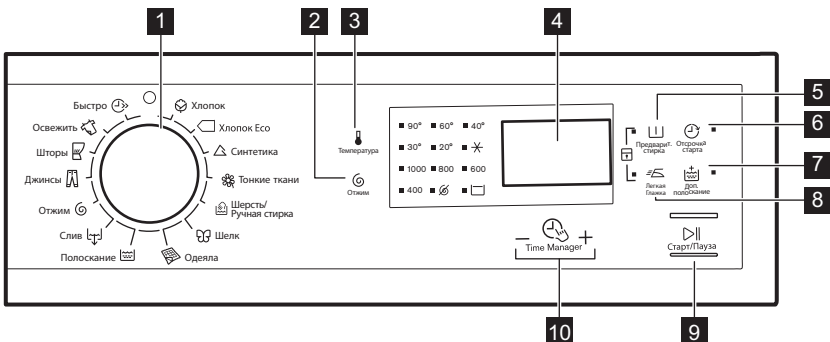 1
2
3
4
5
6
7
8
9
10
Быстро
Освежить
Шторы
Джинсы
Отжим
Слив
Полоскание
Хлопок
Хлопок Eco
Синтетика
Тонкие ткани
Шерсть/
Ручная стирка
Шелк
Одеяла
Температура
Отжим
90° 60° 40°
30° 20°
1000 800 600
400
Time Manager
Предварит.
стирка
Отсрочка
старта
Легкая
Глажка
Доп.
полоскание
Старт/Пауза